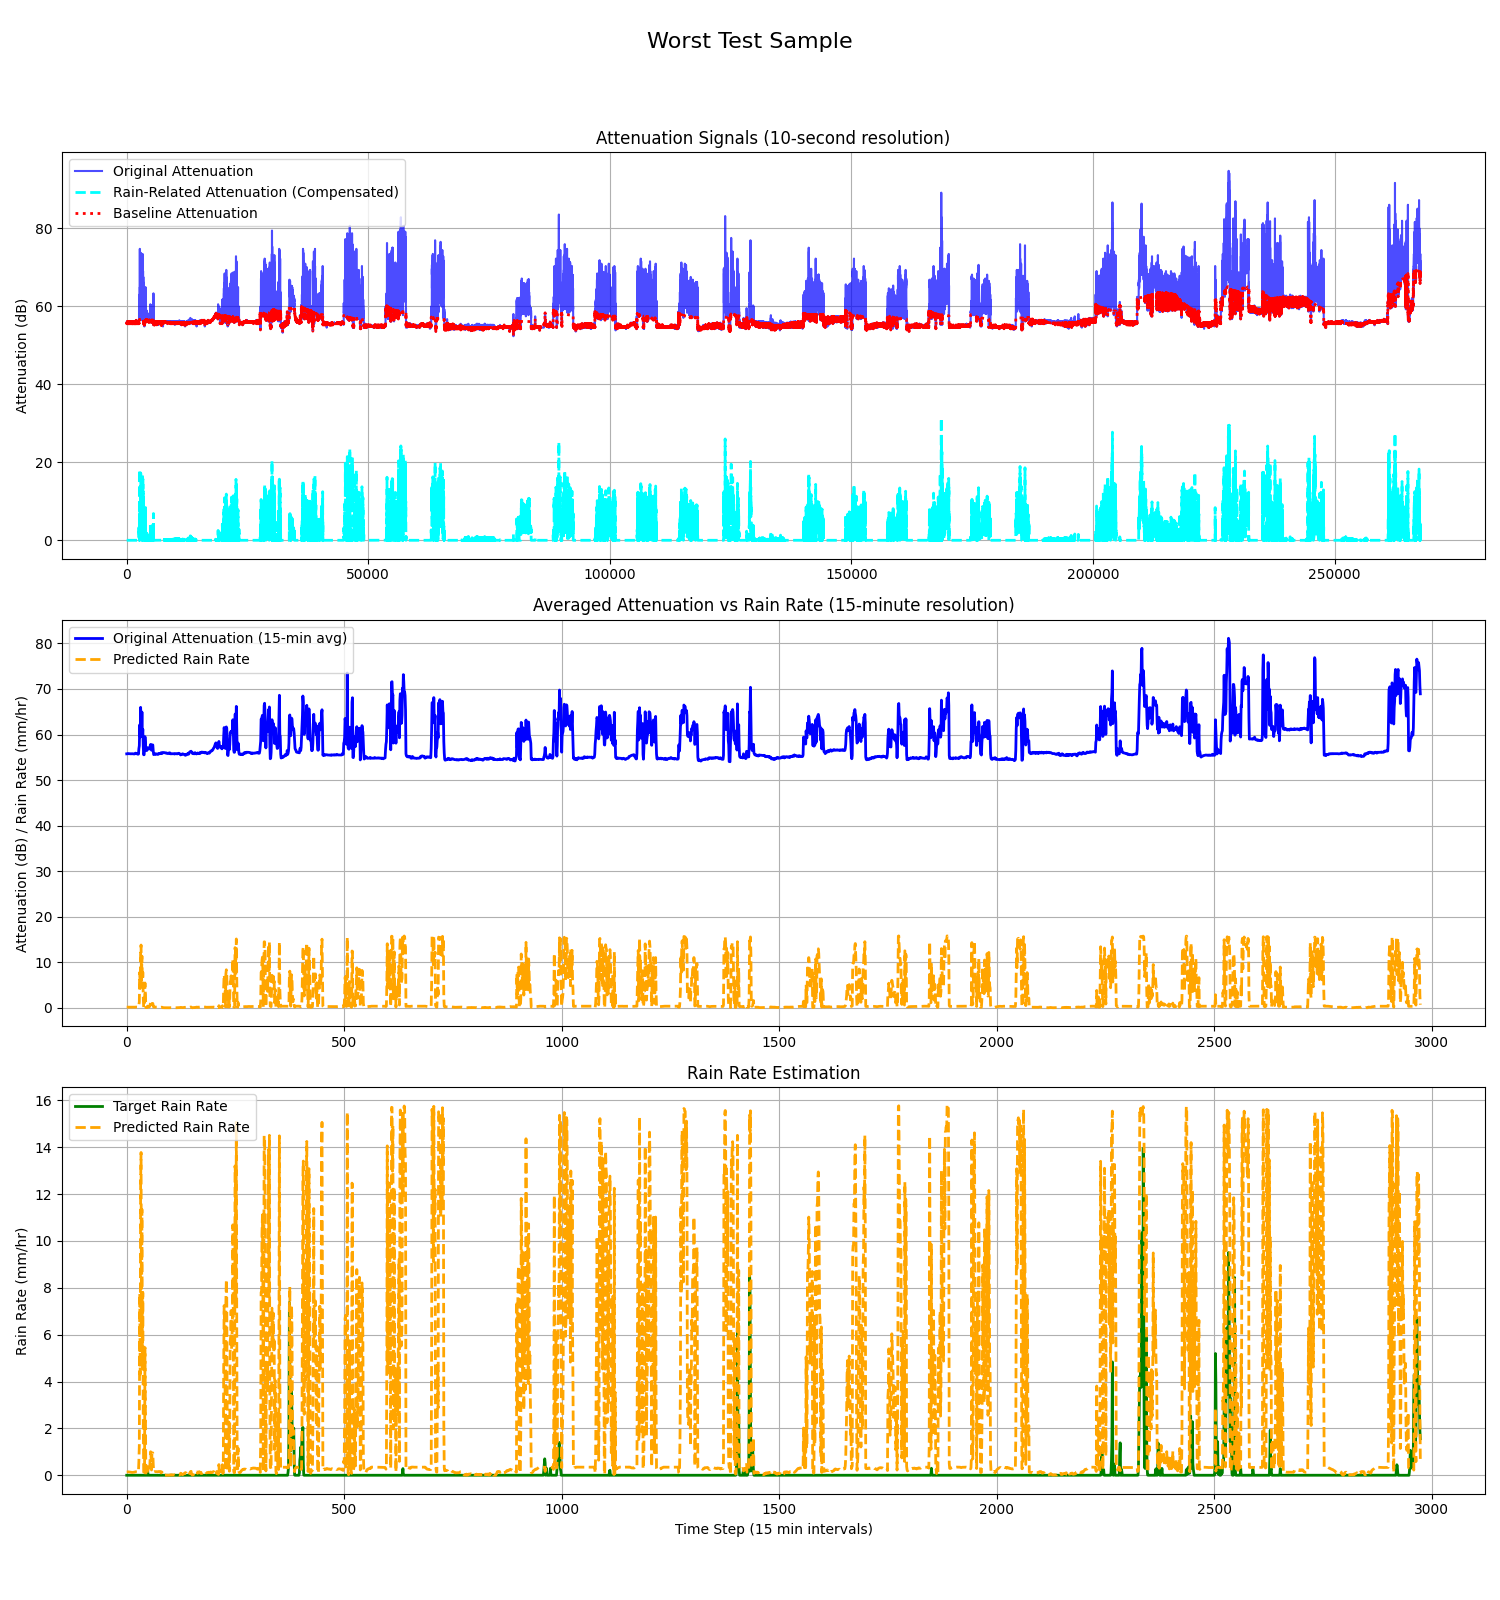 Worst Test Sample
Attenuation Signals (10-second resolution)
Original Attenuation
Rain-Related Attenuation (Compensated)
Baseline Attenuation
Attenuation (dB)
80
60
40
20
0
0 50000 100000 150000 200000 250000
Averaged Attenuation vs Rain Rate (15-minute resolution)
Original Attenuation (15-min avg)
Predicted Rain Rate
Attenuation (dB) / Rain Rate (mm/hr)
80
70
60
50
40
30
20
10
0
0 500 1000 1500 2000 2500 3000
Rain Rate Estimation
Target Rain Rate
Predicted Rain Rate
Rain Rate (mm/hr)
16
14
12
10
8
6
4
2
0
0 500 1000 1500 2000 2500 3000
Time Step (15 min intervals)